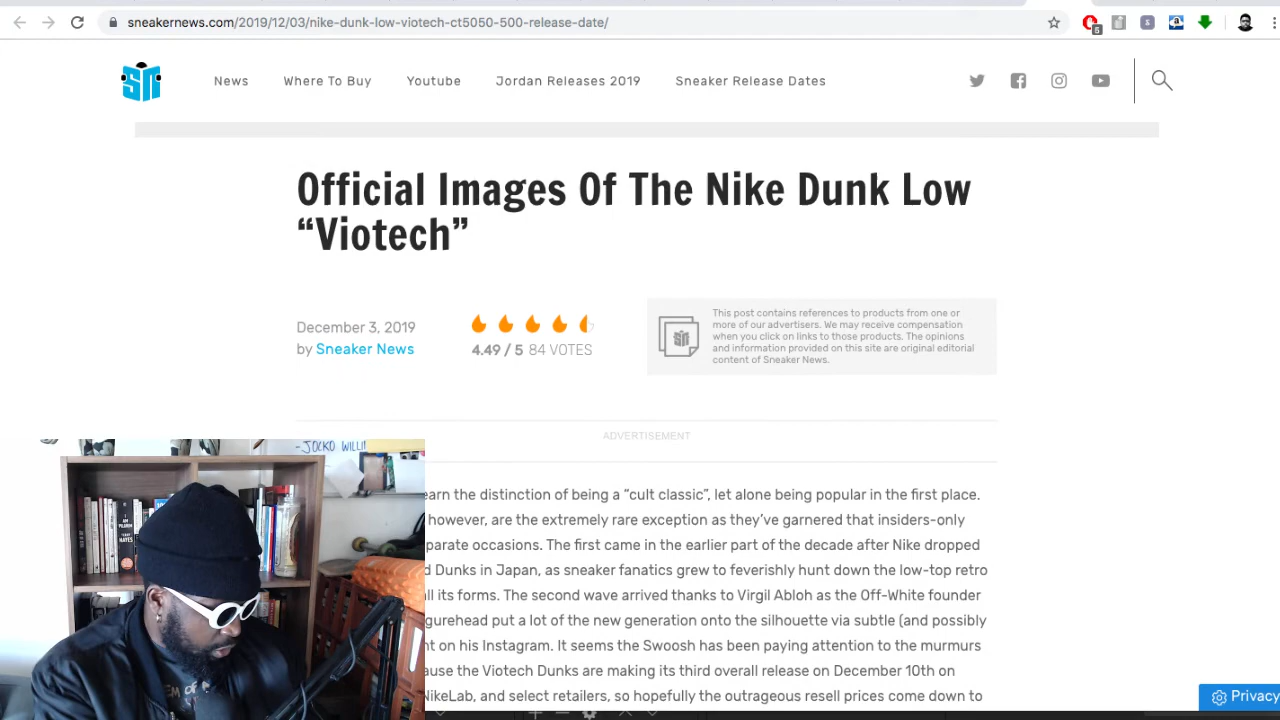 sneakernews.com/2019/12/03/nike-dunk-low-viotech-ct5050-500-release-date/
5
SN
News
Where To Buy
Youtube
Jordan Releases 2019
Sneaker Release Dates
Official Images Of The Nike Dunk Low
“Viotech”
December 3, 2019
by Sneaker News
4.49 / 5 84 VOTES
This post contains references to products from one or
more of our advertisers. We may receive compensation
when you click on links to those products. The opinions
and information provided on this site are original editorial
content of Sneaker News.
ADVERTISEMENT
earn the distinction of being a “cult classic”, let alone being popular in the first place.
however, are the extremely rare exception as they’ve garnered that insiders-only
parate occasions. The first came in the earlier part of the decade after Nike dropped
d Dunks in Japan, as sneaker fanatics grew to feverishly hunt down the low-top retro
ll its forms. The second wave arrived thanks to Virgil Abloh as the Off-White founder
gurehead put a lot of the new generation onto the silhouette via subtle (and possibly
nt on his Instagram. It seems the Swoosh has been paying attention to the murmurs
ause the Viotech Dunks are making its third overall release on December 10th on
NikeLab, and select retailers, so hopefully the outrageous resell prices come down to
- JOCKO WILLI
I AM PILGRIM
TERRY HAYES
Privacy